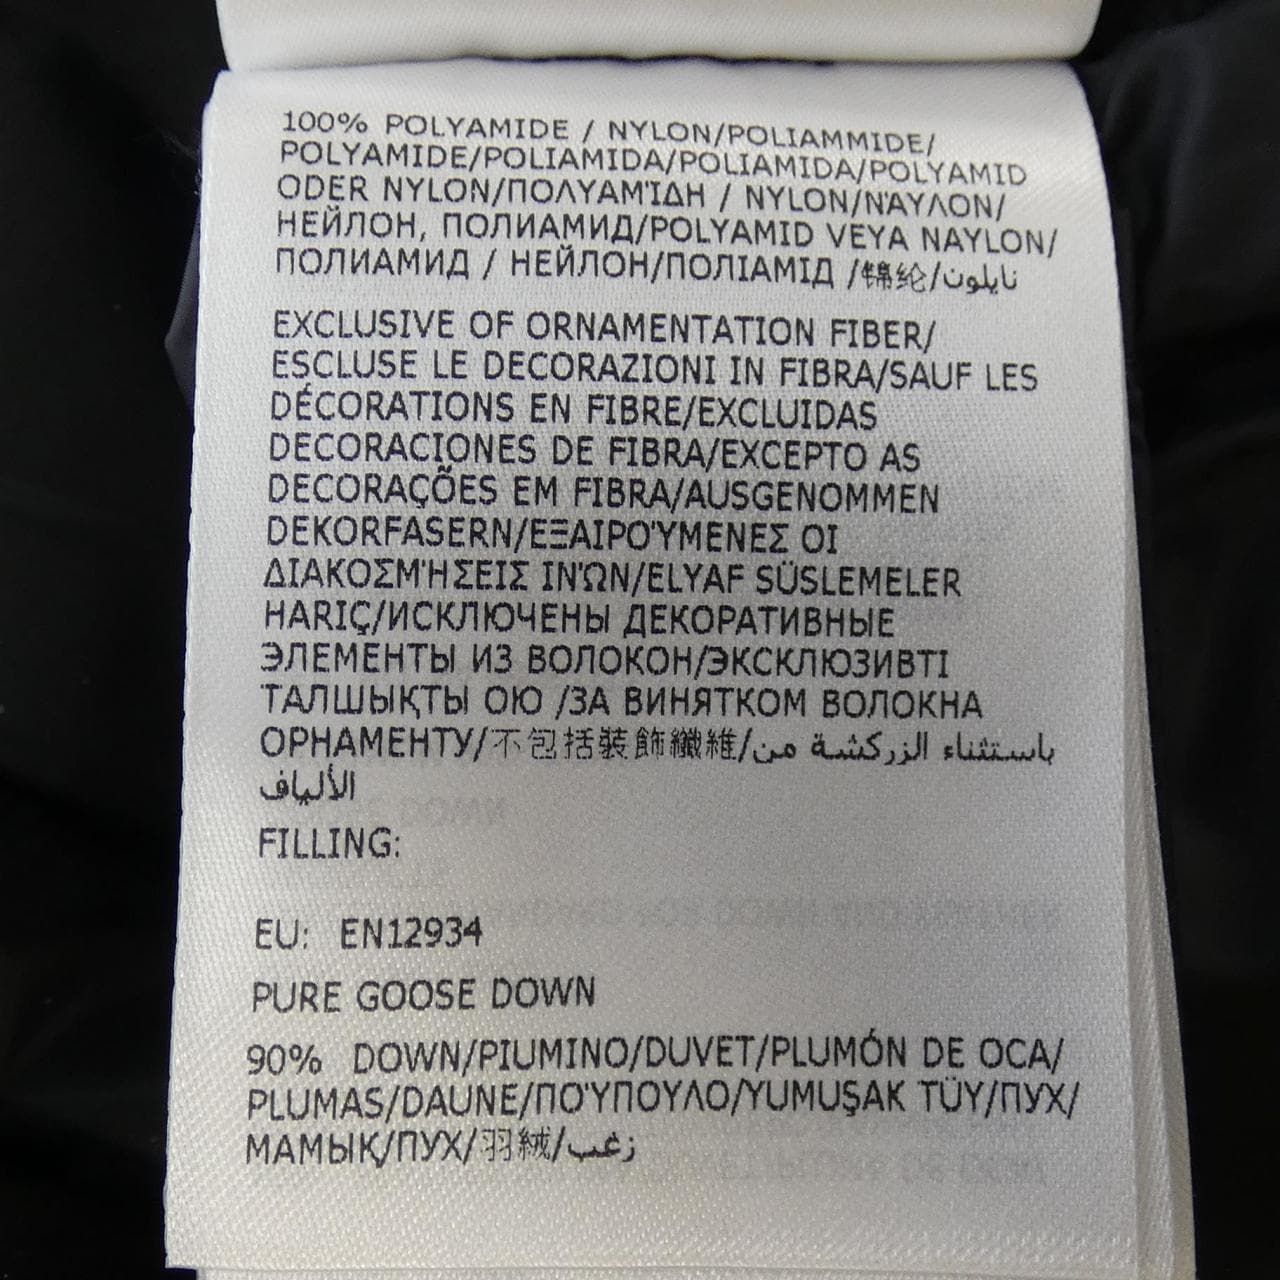 100% POLYAMIDE / NYLON/POLIAMMIDE/
POLYAMIDE/POLIAMIDA/POLIAMIDA/POLYAMID
ODER NYLON/ΠΟΛΥΑΜΊΔΗ / NYLON/ΝΆΥΛΟΝ/
НЕЙЛОН, ПОЛИАМИД/POLYAMID VEYA NAYLON/
ПОЛИАМИД / НЕЙЛОН/ПОЛІАМІД /锦纶/نايلون
EXCLUSIVE OF ORNAMENTATION FIBER/
ESCLUSE LE DECORAZIONI IN FIBRA/SAUF LES
DÉCORATIONS EN FIBRE/EXCLUIDAS
DECORACIONES DE FIBRA/EXCEPTO AS
DECORAÇÕES EM FIBRA/AUSGENOMMEN
DEKORFASERN/ΕΞΑΙΡΟΎΜΕΝΕΣ ΟΙ
ΔΙΑΚΟΣΜΉΣΕΙΣ ΙΝΏΝ/ELYAF SÜSLEMELER
HARIÇ/ИСКЛЮЧЕНЫ ДЕКОРАТИВНЫЕ
ЭЛЕМЕНТЫ ИЗ ВОЛОКОН/ЭКСКЛЮЗИВТІ
ТАЛШЫҚТЫ ОЮ /ЗА ВИНЯТКОМ ВОЛОКНА
ОРНАМЕНТУ/不包括裝飾纖維/باستثناء الزركشة من
الألياف
FILLING:
EU: EN12934
PURE GOOSE DOWN
90% DOWN/PIUMINO/DUVET/PLUMÓN DE OCA/
PLUMAS/DAUNE/ΠΟΎΠΟΥΛΟ/YUMUŞAK TÜY/ПУХ/
МАМЫҚ/ПУХ/羽絨/زغب